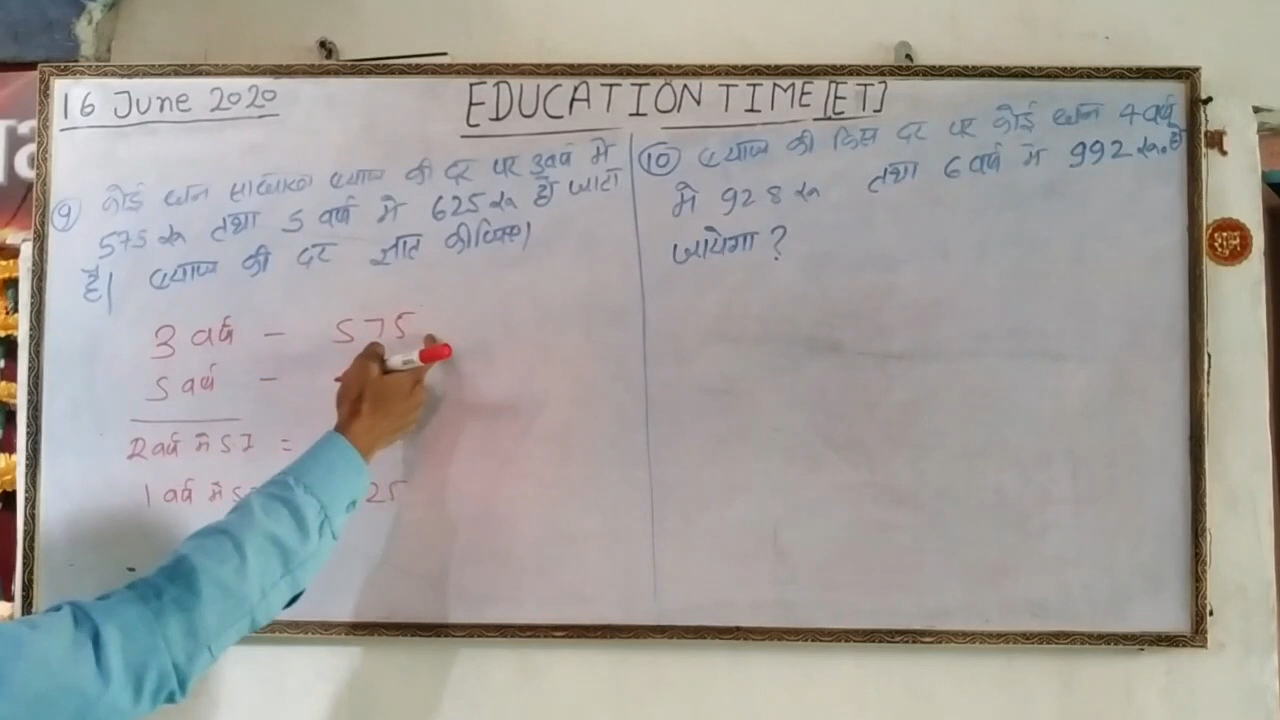 16 June 2020
EDUCATION TIME [ET]
9 कोई धन साधारण ब्याज की दर पर 3 वर्ष मे
575 रू तथा 5 वर्ष मे 625 रू हो जाता
है। ब्याज की दर ज्ञात कीजिए।
3 वर्ष - 575
5 वर्ष -
2 वर्ष मे SI =
1 वर्ष मे 25
10 ब्याज की किस दर पर कोई धन 4 वर्ष
मे 928 रू तथा 6 वर्ष मे 992 रू. हो
जायेगा ?
शुभ